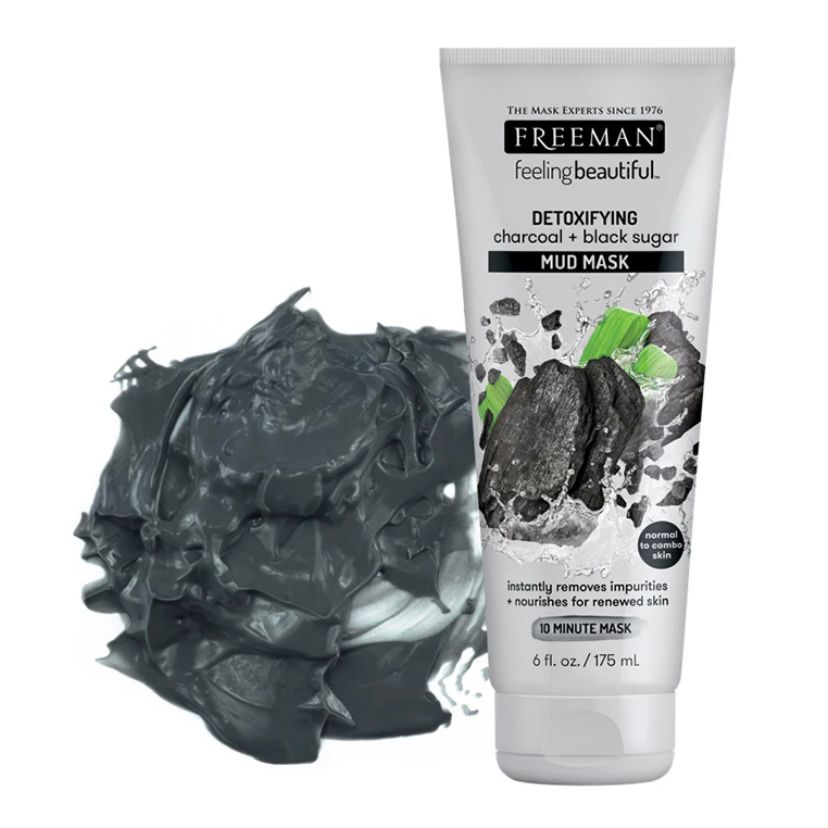 THE MASK EXPERTS SINCE 1976
FREEMAN®
feelingbeautiful™
DETOXIFYING
charcoal + black sugar
MUD MASK
normal
to combo
skin
instantly removes impurities
+ nourishes for renewed skin
10 MINUTE MASK
6 fl. oz. / 175 mL